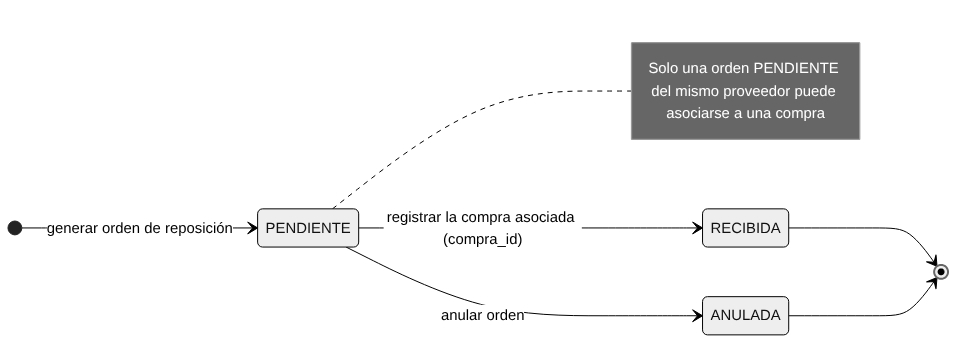 Solo una orden PENDIENTE
del mismo proveedor puede
asociarse a una compra
generar orden de reposición
PENDIENTE
registrar la compra asociada
(compra_id)
RECIBIDA
anular orden
ANULADA